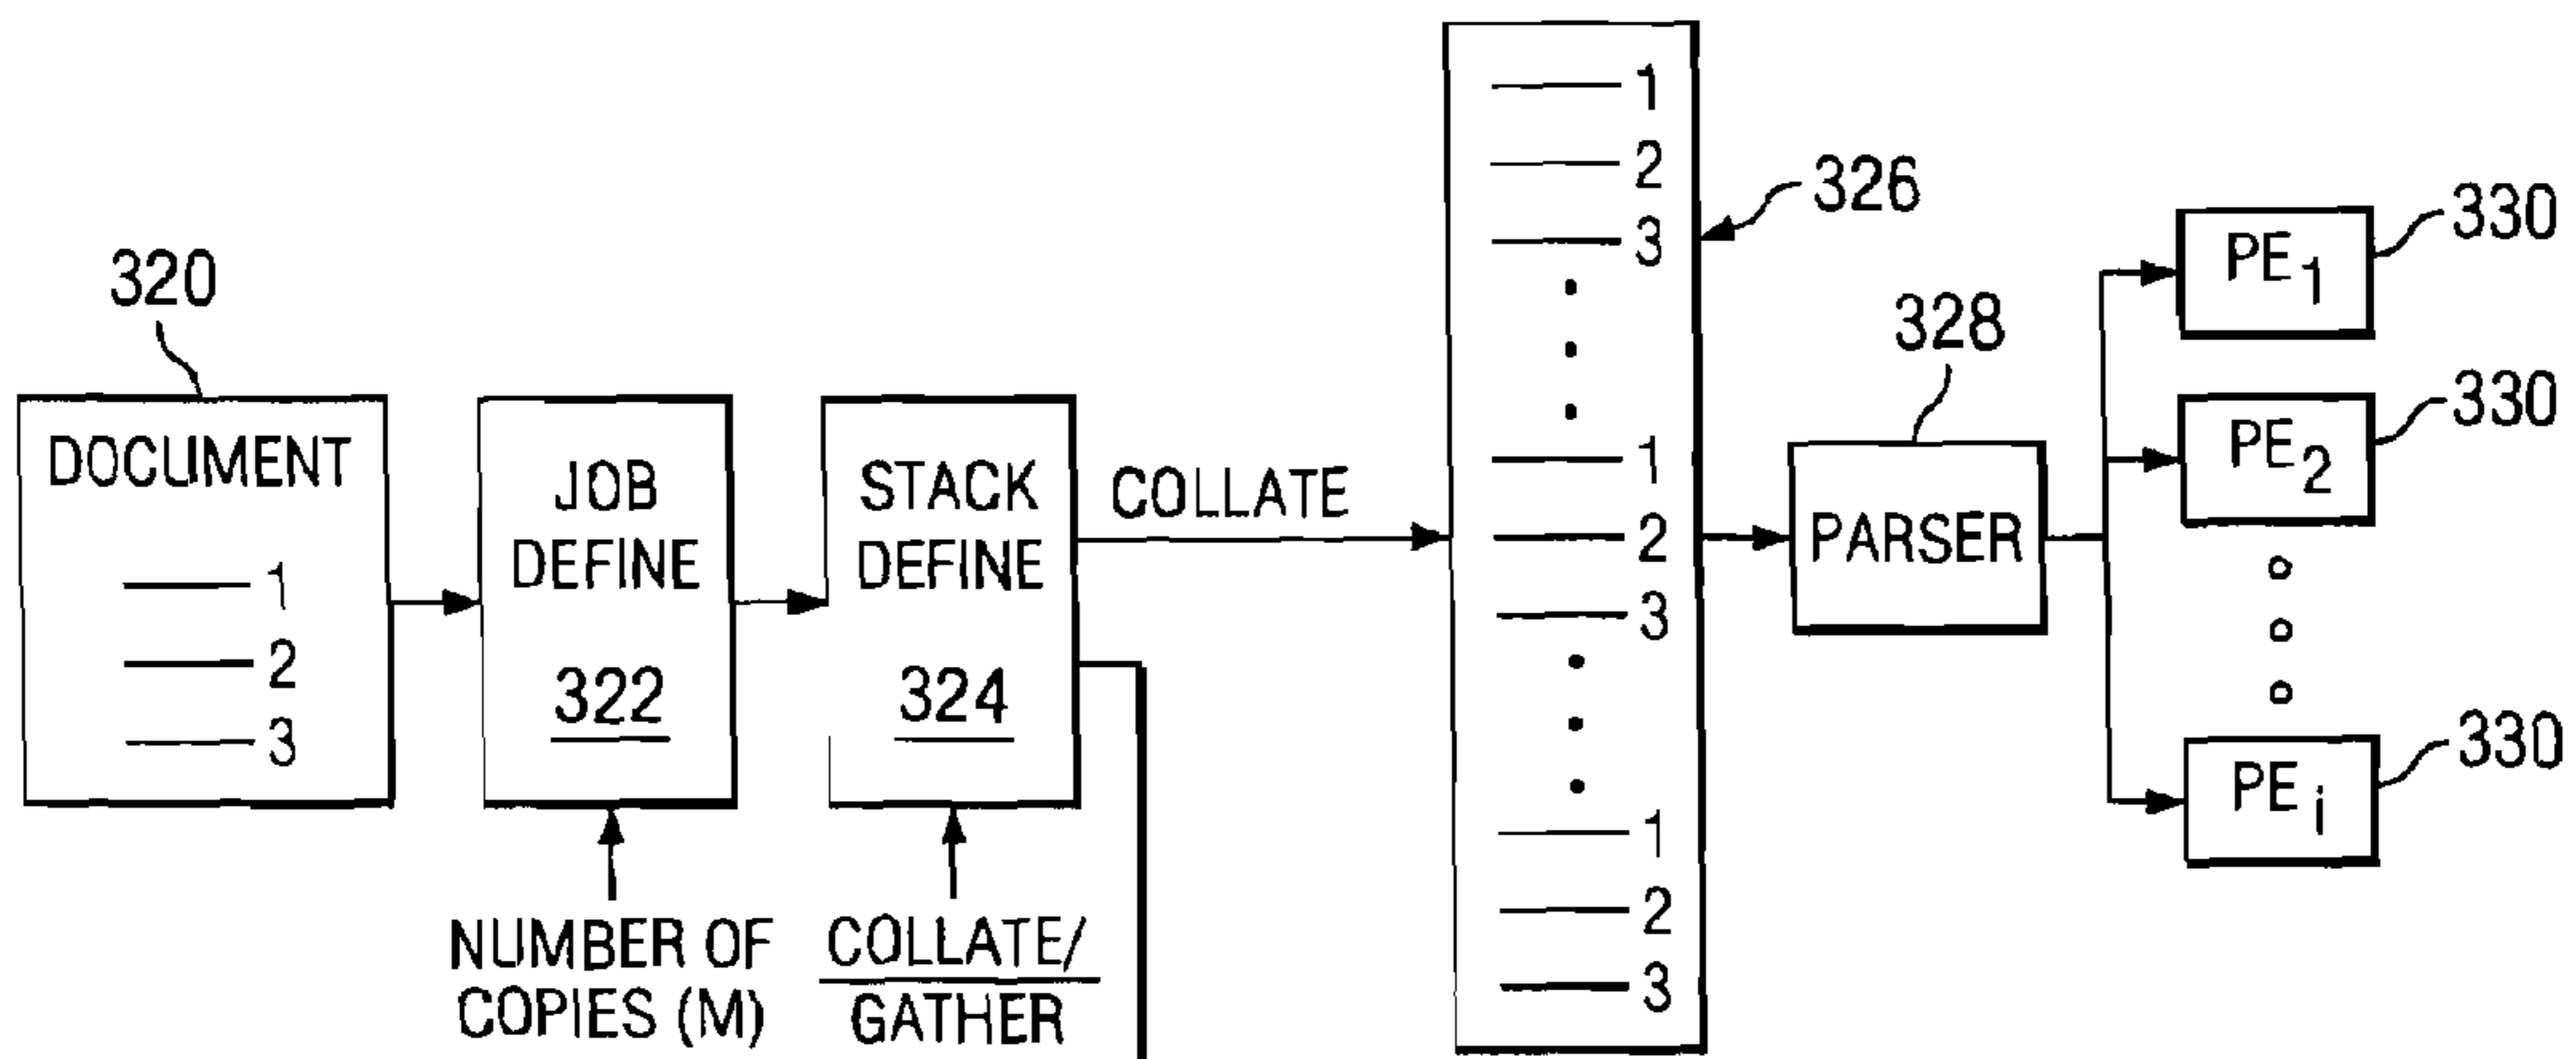 320
DOCUMENT
1
2
3
JOB
DEFINE
322
NUMBER OF
COPIES (M)
STACK
DEFINE
324
COLLATE/
GATHER
COLLATE
1
2
3
1
2
3
1
2
3
326
328
PARSER
PE1
330
PE2
330
PEi
330